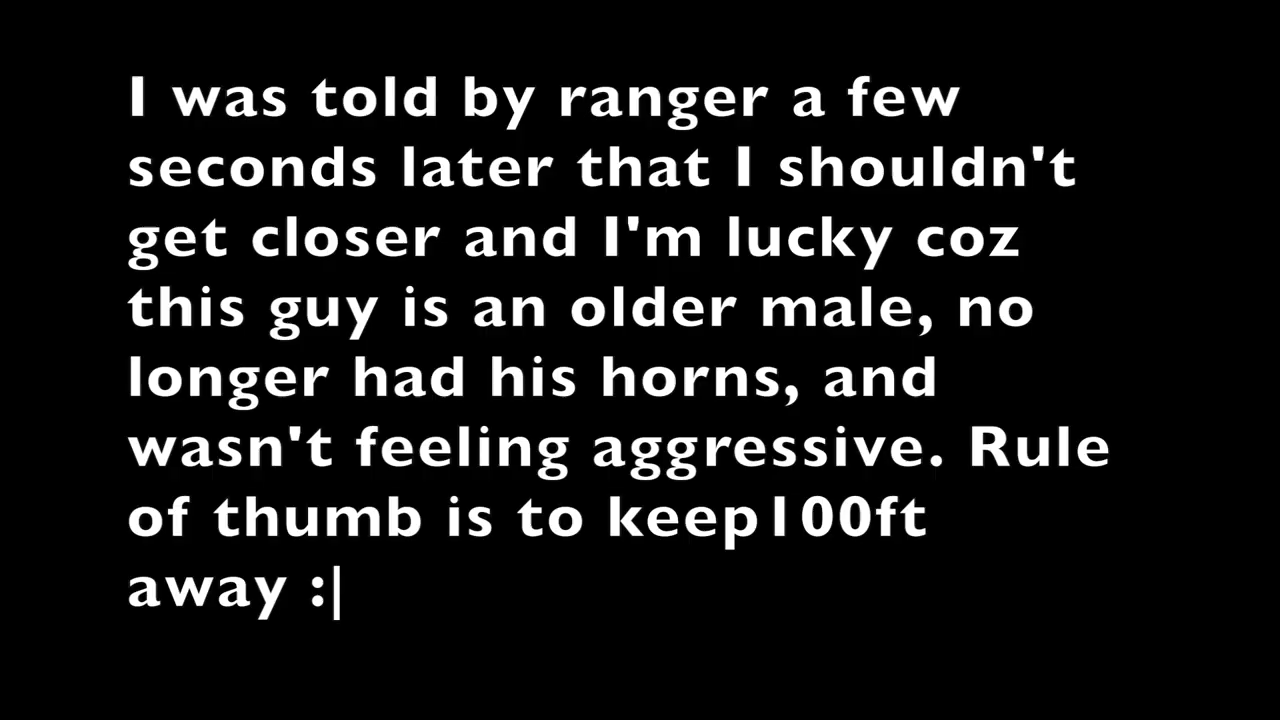 I was told by ranger a few
seconds later that I shouldn't
get closer and I'm lucky coz
this guy is an older male, no
longer had his horns, and
wasn't feeling aggressive. Rule
of thumb is to keep100ft
away :|